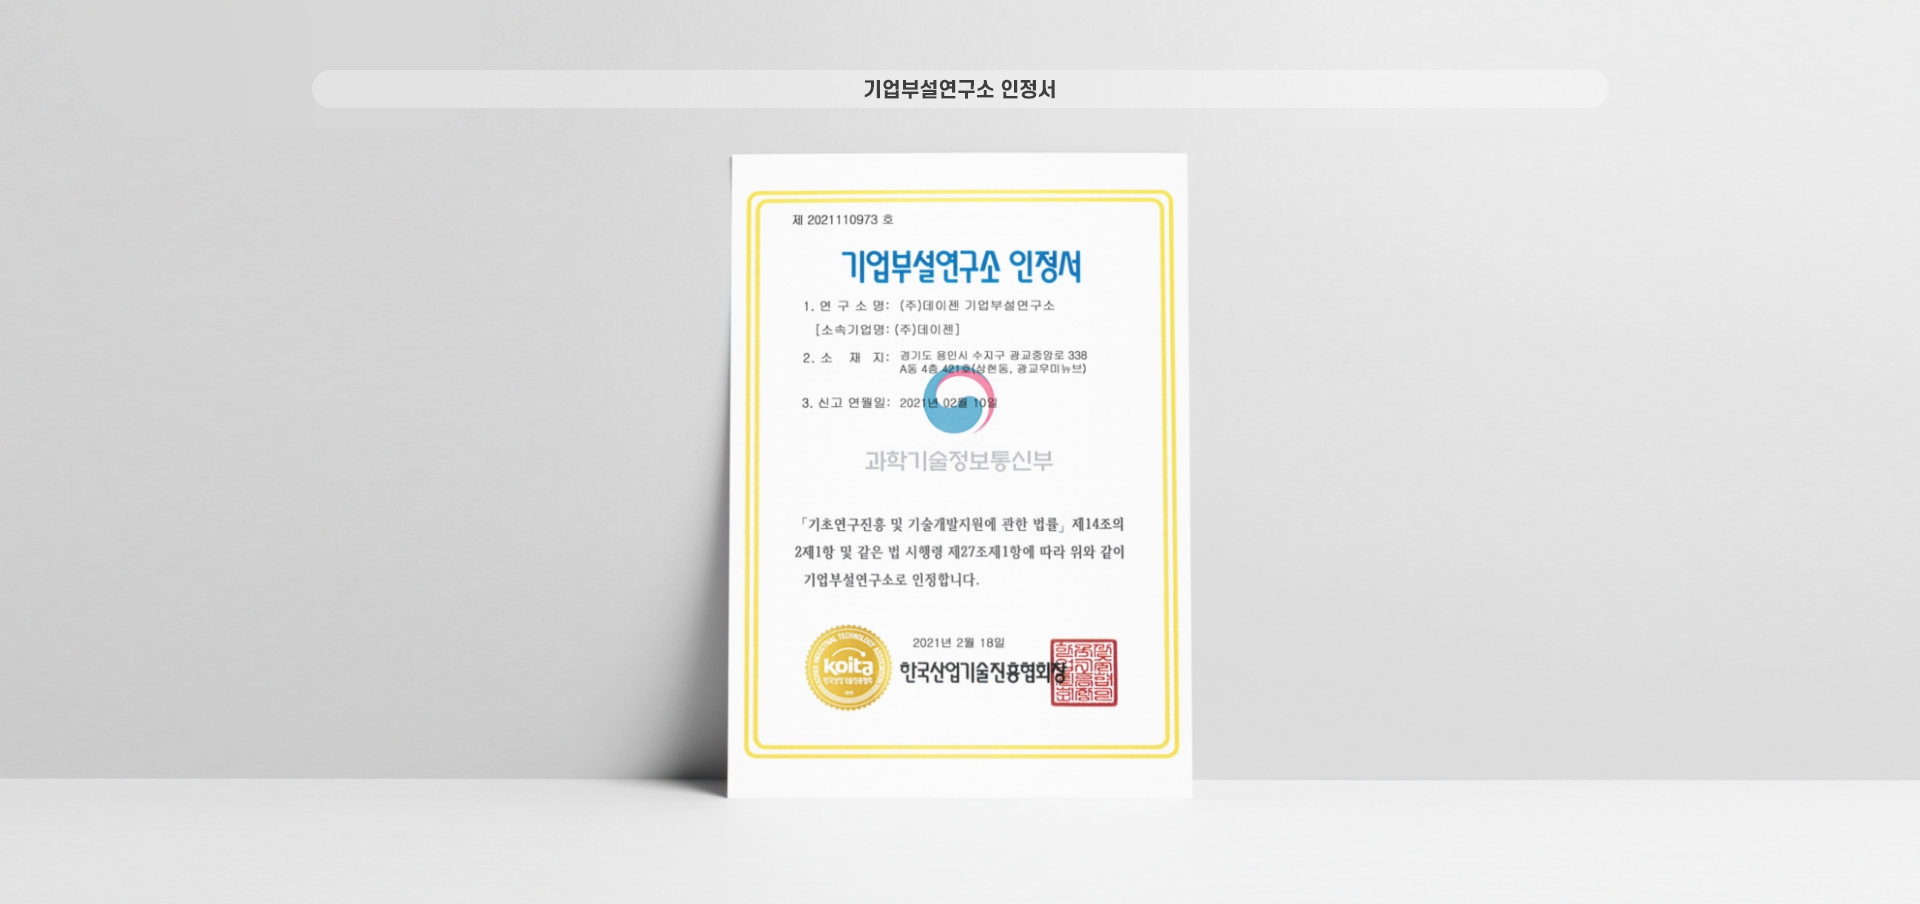 기업부설연구소 인정서
제 2021110973 호
기업부설연구소 인정서
1. 연 구 소 명: (주)데이젠 기업부설연구소
[소속기업명: (주)데이젠]
2. 소 재 지: 경기도 용인시 수지구 광교중앙로 338
A동 4층 421호(상현동, 광교우미뉴브)
3. 신고 연월일: 2021년 02월 10일
과학기술정보통신부
「기초연구진흥 및 기술개발지원에 관한 법률」 제14조의
2제1항 및 같은 법 시행령 제27조제1항에 따라 위와 같이
기업부설연구소로 인정합니다.
2021년 2월 18일
한국산업기술진흥협회장
koita
한국산업기술진흥협회